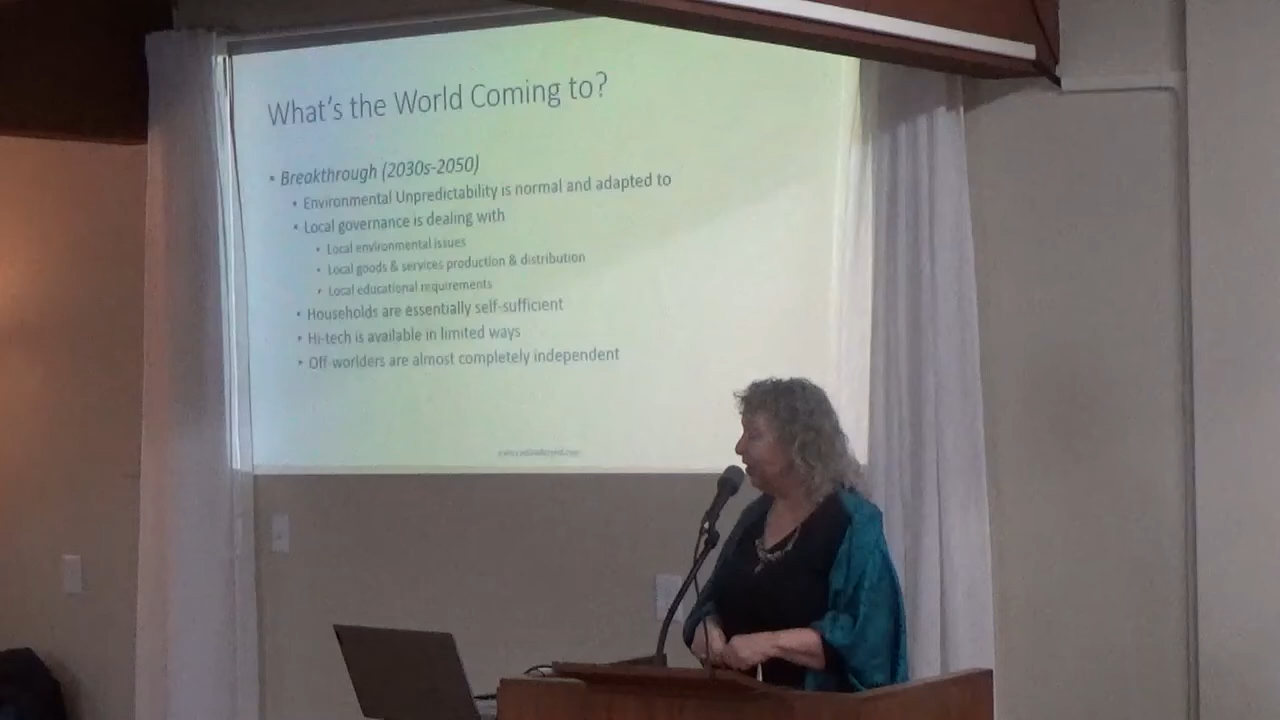 What's the World Coming to?
• Breakthrough (2030s-2050)
• Environmental Unpredictability is normal and adapted to
• Local governance is dealing with
• Local environmental issues
• Local goods & services production & distribution
• Local educational requirements
• Households are essentially self-sufficient
• Hi-tech is available in limited ways
• Off-worlders are almost completely independent